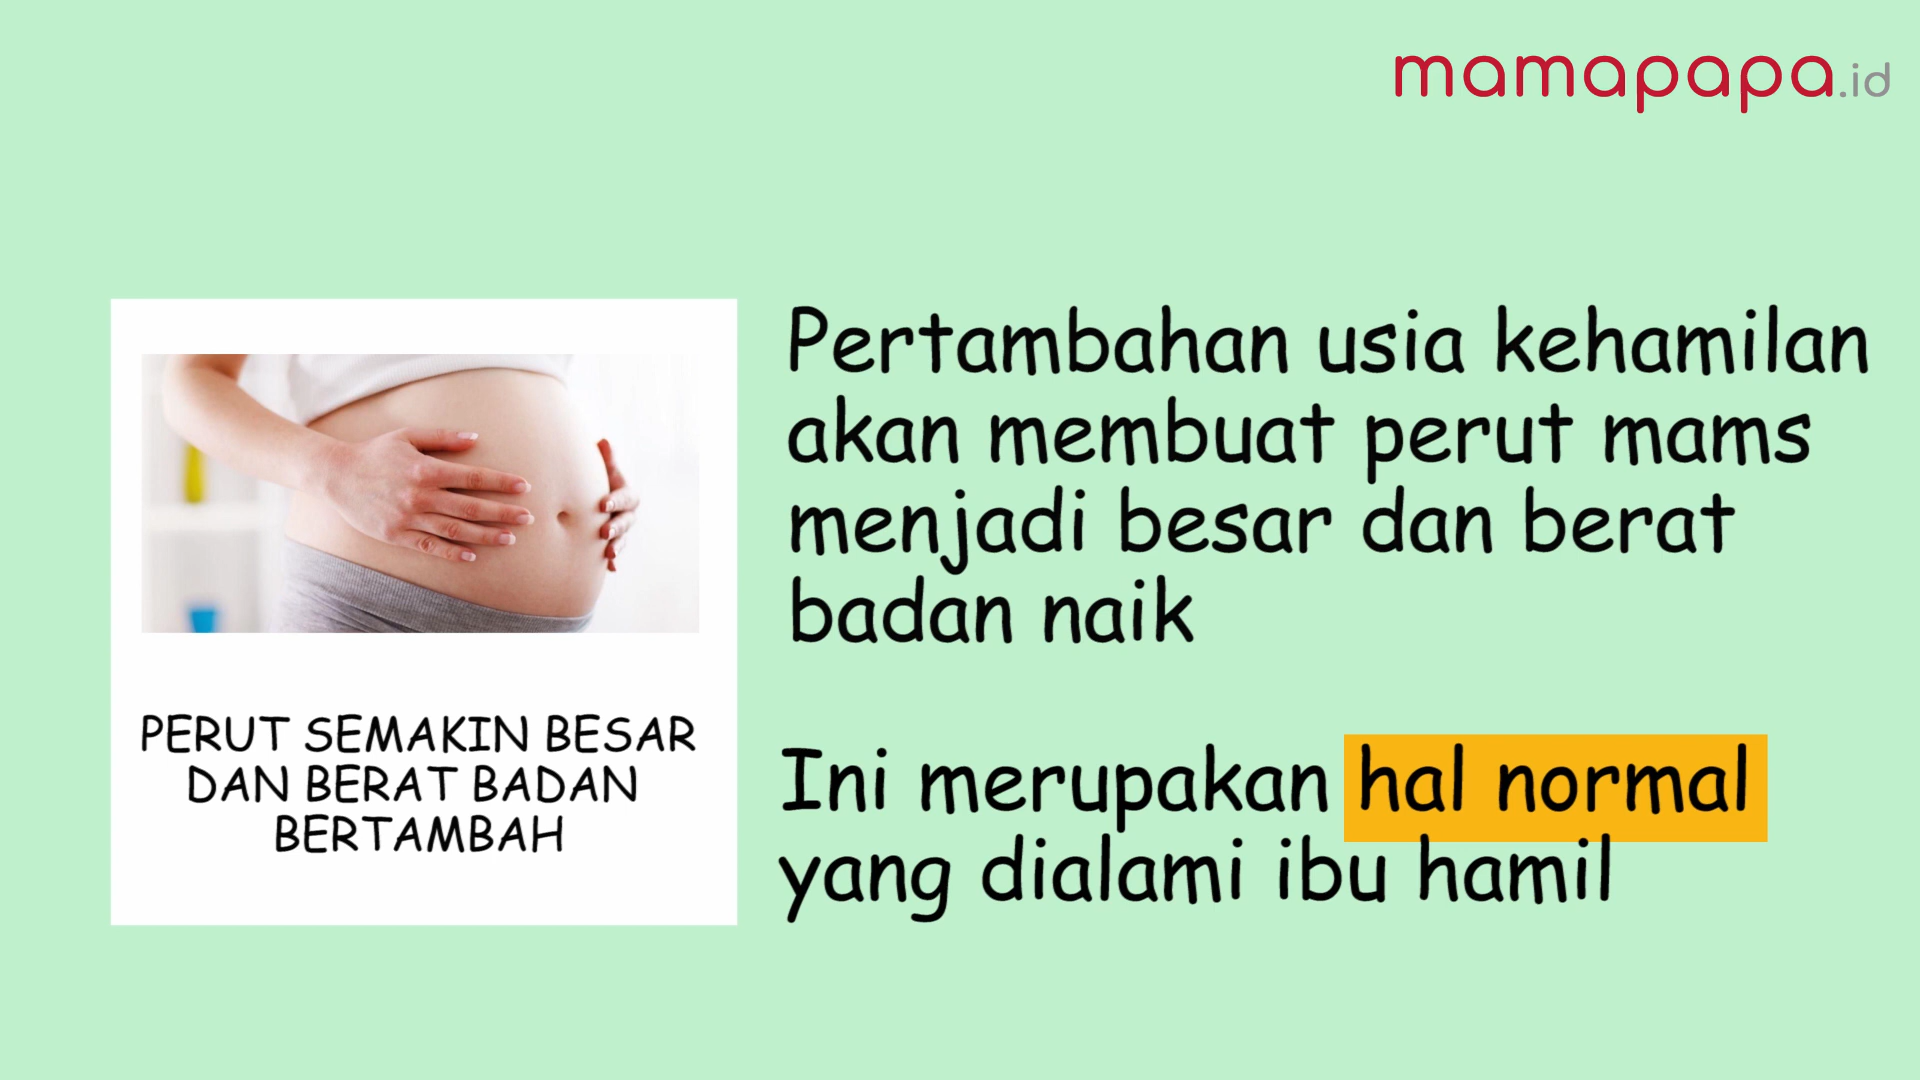 mamapapa.id
PERUT SEMAKIN BESAR
DAN BERAT BADAN
BERTAMBAH
Pertambahan usia kehamilan
akan membuat perut mams
menjadi besar dan berat
badan naik
Ini merupakan hal normal
yang dialami ibu hamil